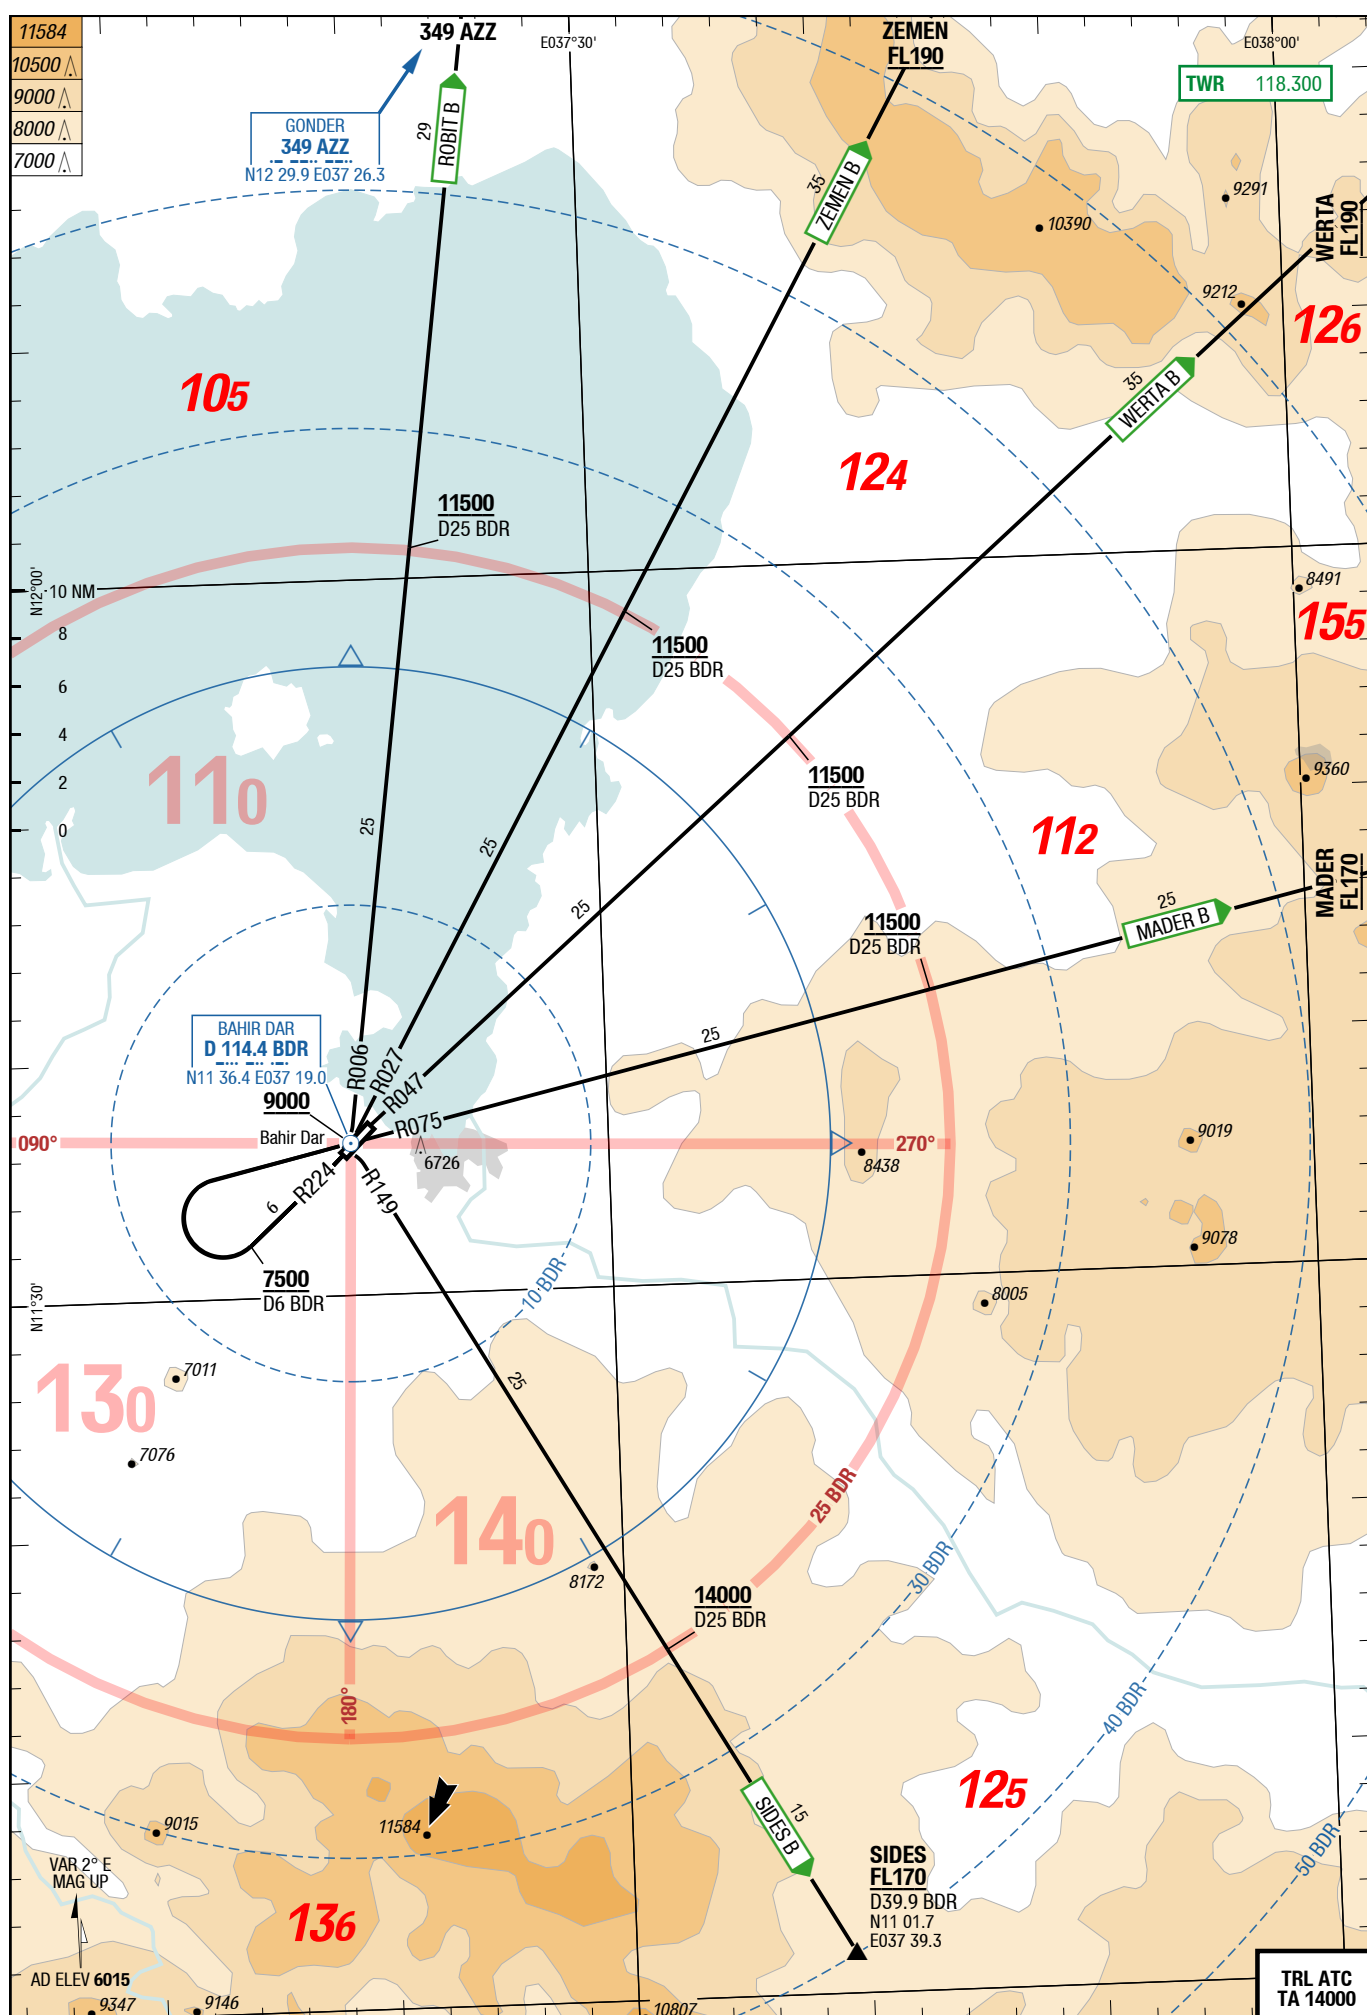 11584
10500
9000
8000
7000
349 AZZ
E037°30'
ZEMEN
FL190
E038°00'
TWR 118.300
GONDER
349 AZZ
N12 29.9 E037 26.3
29
ROBIT B
35
ZEMEN B
9291
10390
WERTA
FL190
9212
126
105
35
WERTA B
124
11500
D25 BDR
N12°00'
10 NM
8
6
4
2
0
8491
155
11500
D25 BDR
110
11500
D25 BDR
9360
112
25
25
25
MADER
FL170
25
MADER B
11500
D25 BDR
BAHIR DAR
D 114.4 BDR
N11 36.4 E037 19.0
9000
Bahir Dar
R006
R027
R047
R075
25
090°
270°
6726
8438
9019
R224
6
R149
9078
7500
D6 BDR
10 BDR
N11°30'
8005
7011
130
25
7076
25 BDR
140
8172
30 BDR
14000
D25 BDR
180°
40 BDR
125
11584
9015
15
SIDES B
50 BDR
VAR 2° E
MAG UP
SIDES
FL170
D39.9 BDR
N11 01.7
E037 39.3
136
AD ELEV 6015
9347
9146
10807
TRL ATC
TA 14000